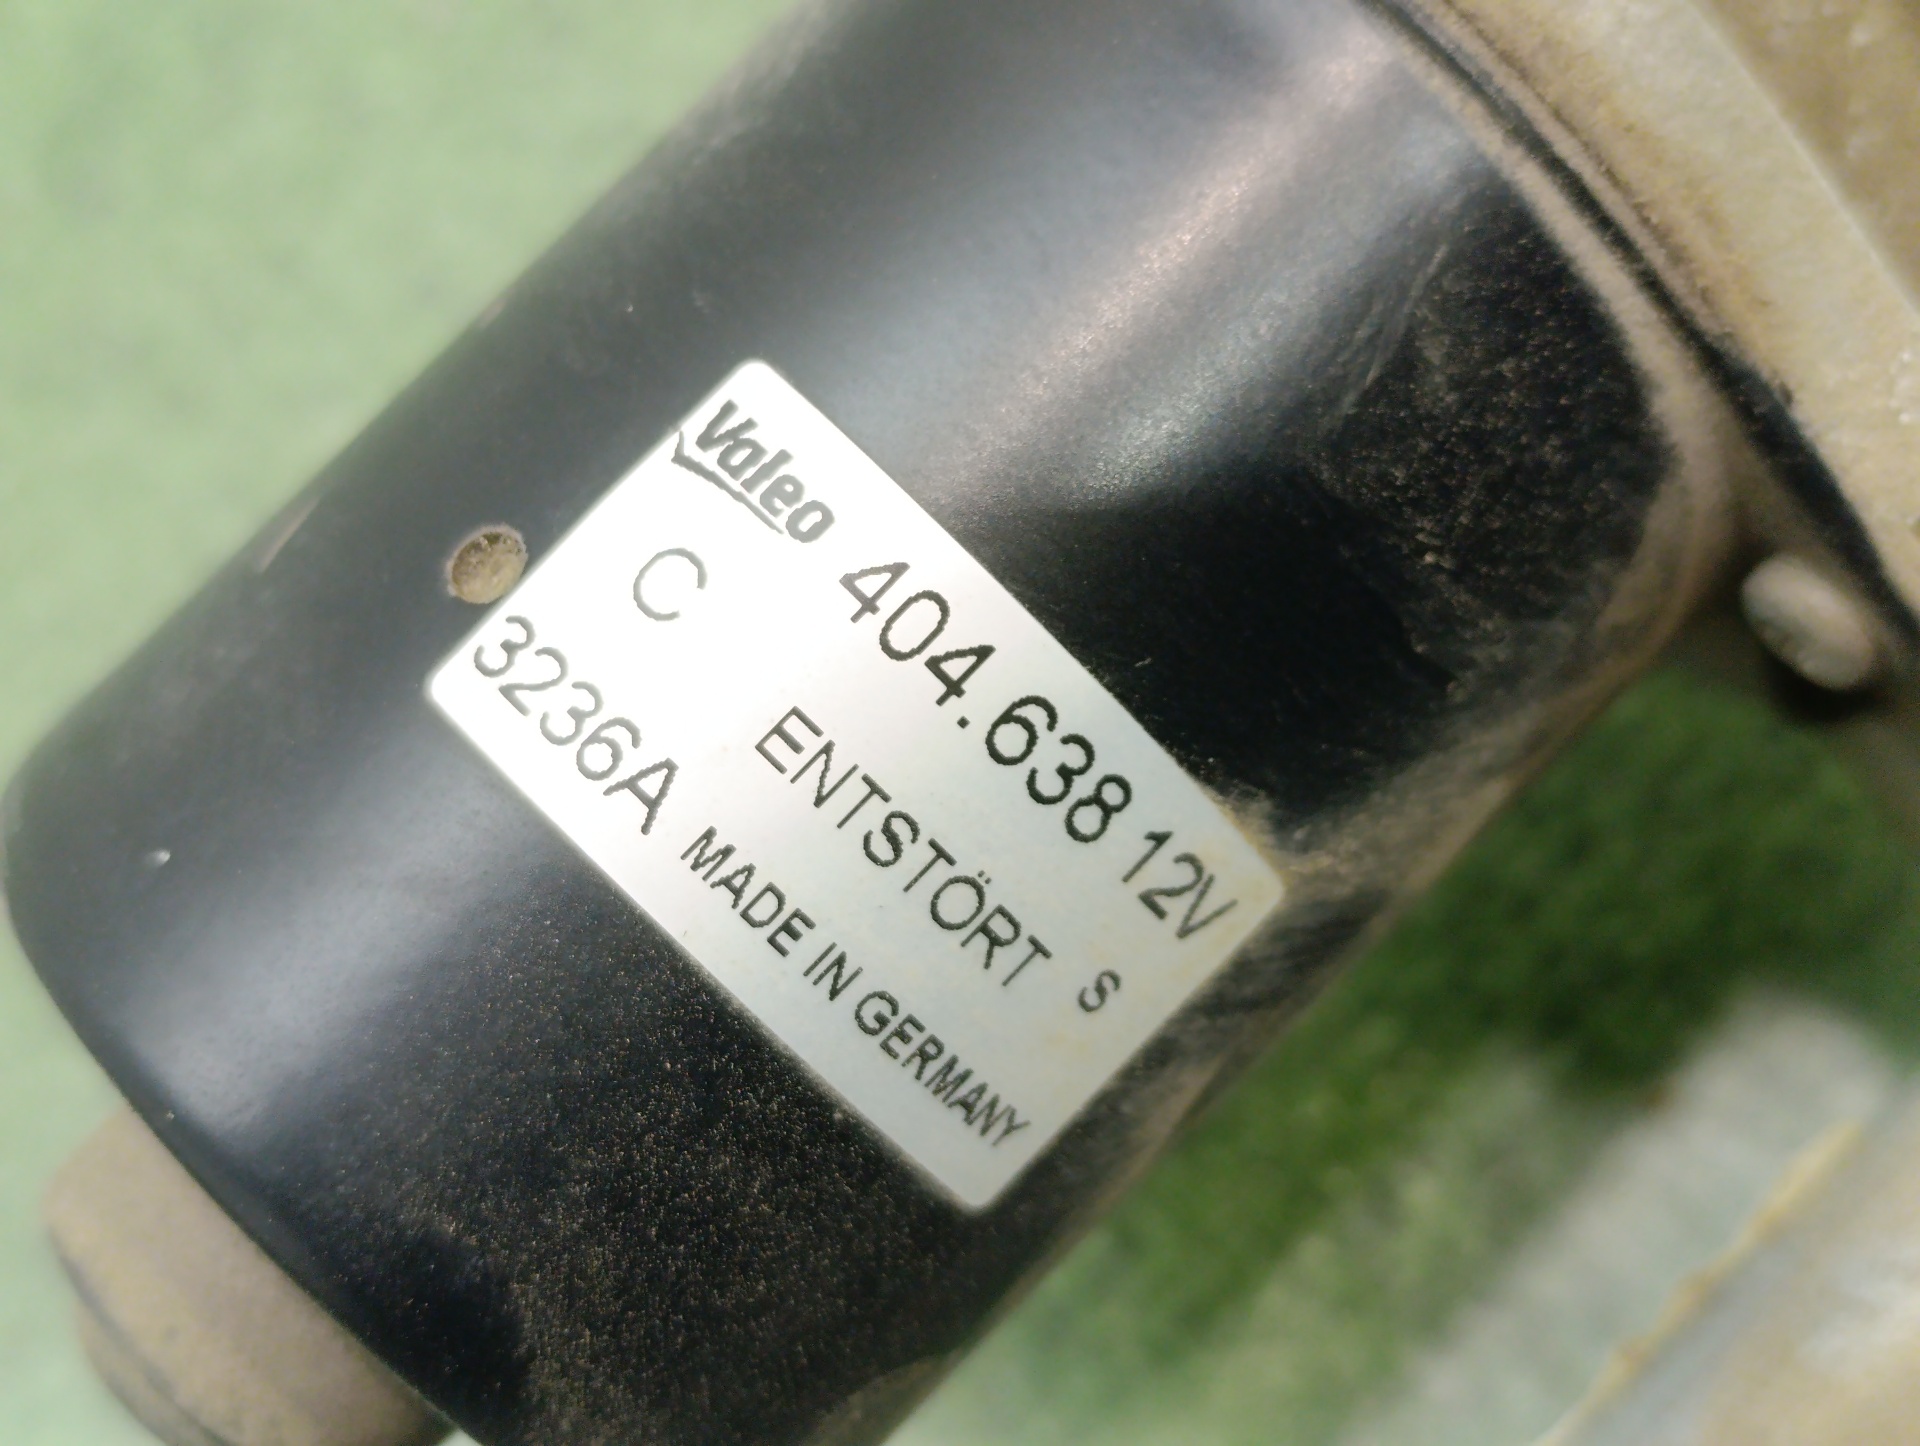 Valeo 404.638 12V
C ENTSTÖRT S
3236A MADE IN GERMANY